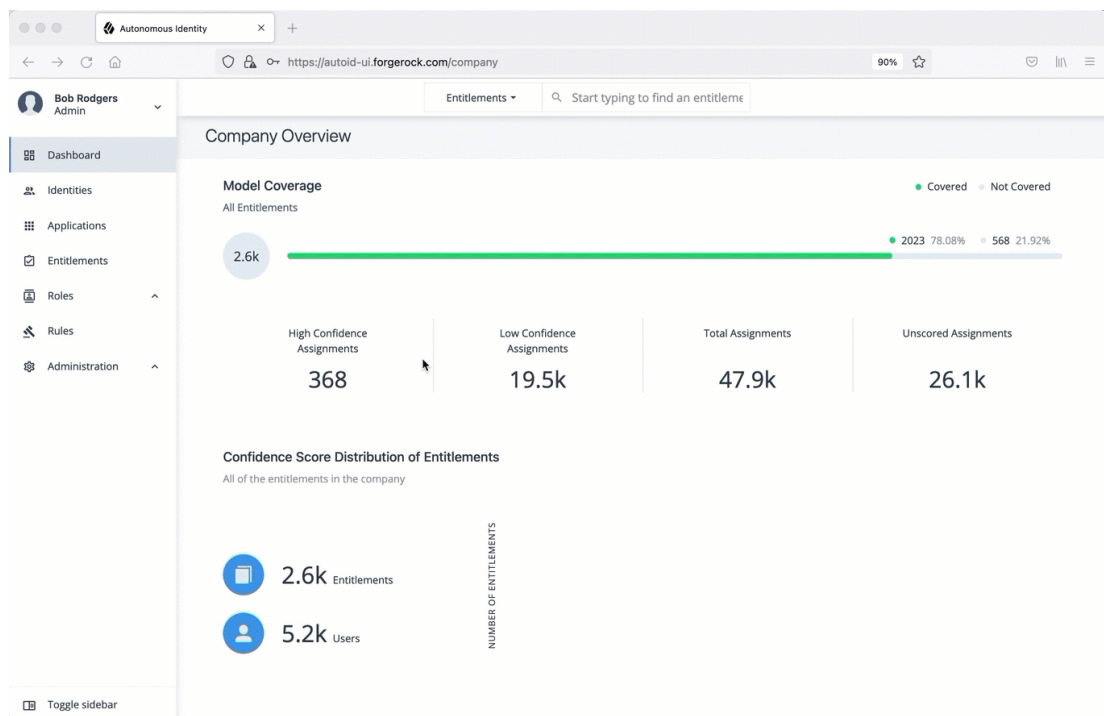 Autonomous Identity
https://autoid-ui.forgerock.com/company
90%
Bob Rodgers
Admin
Entitlements
Start typing to find an entitleme
Company Overview
Dashboard
Identities
Applications
Entitlements
Roles
Rules
Administration
Toggle sidebar
Model Coverage
Covered
Not Covered
All Entitlements
2.6k
2023 78.08%
568 21.92%
High Confidence
Assignments
368
Low Confidence
Assignments
19.5k
Total Assignments
47.9k
Unscored Assignments
26.1k
Confidence Score Distribution of Entitlements
All of the entitlements in the company
2.6k Entitlements
5.2k Users
NUMBER OF ENTITLEMENTS